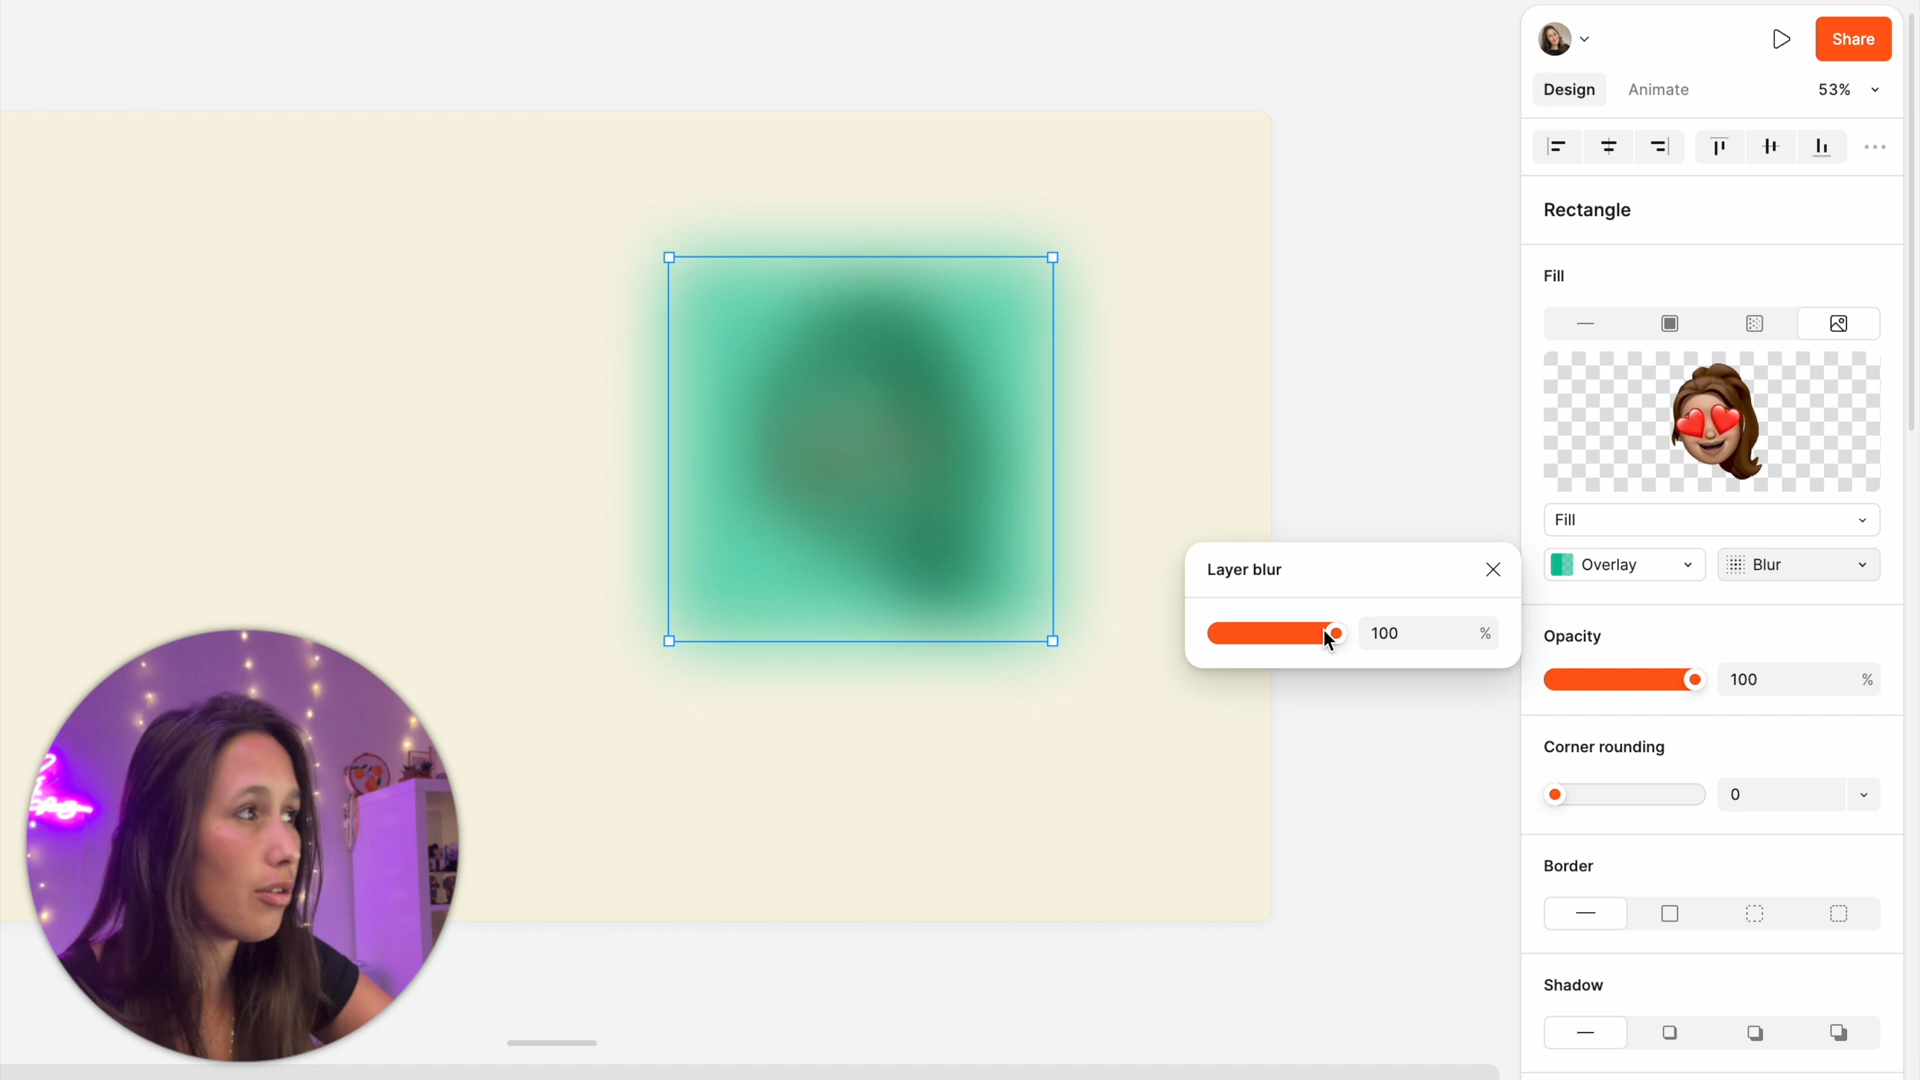 Share
Design
Animate
53%
Rectangle
Fill
Fill
Overlay
Blur
Layer blur
100
%
Opacity
100
%
Corner rounding
0
Border
Shadow